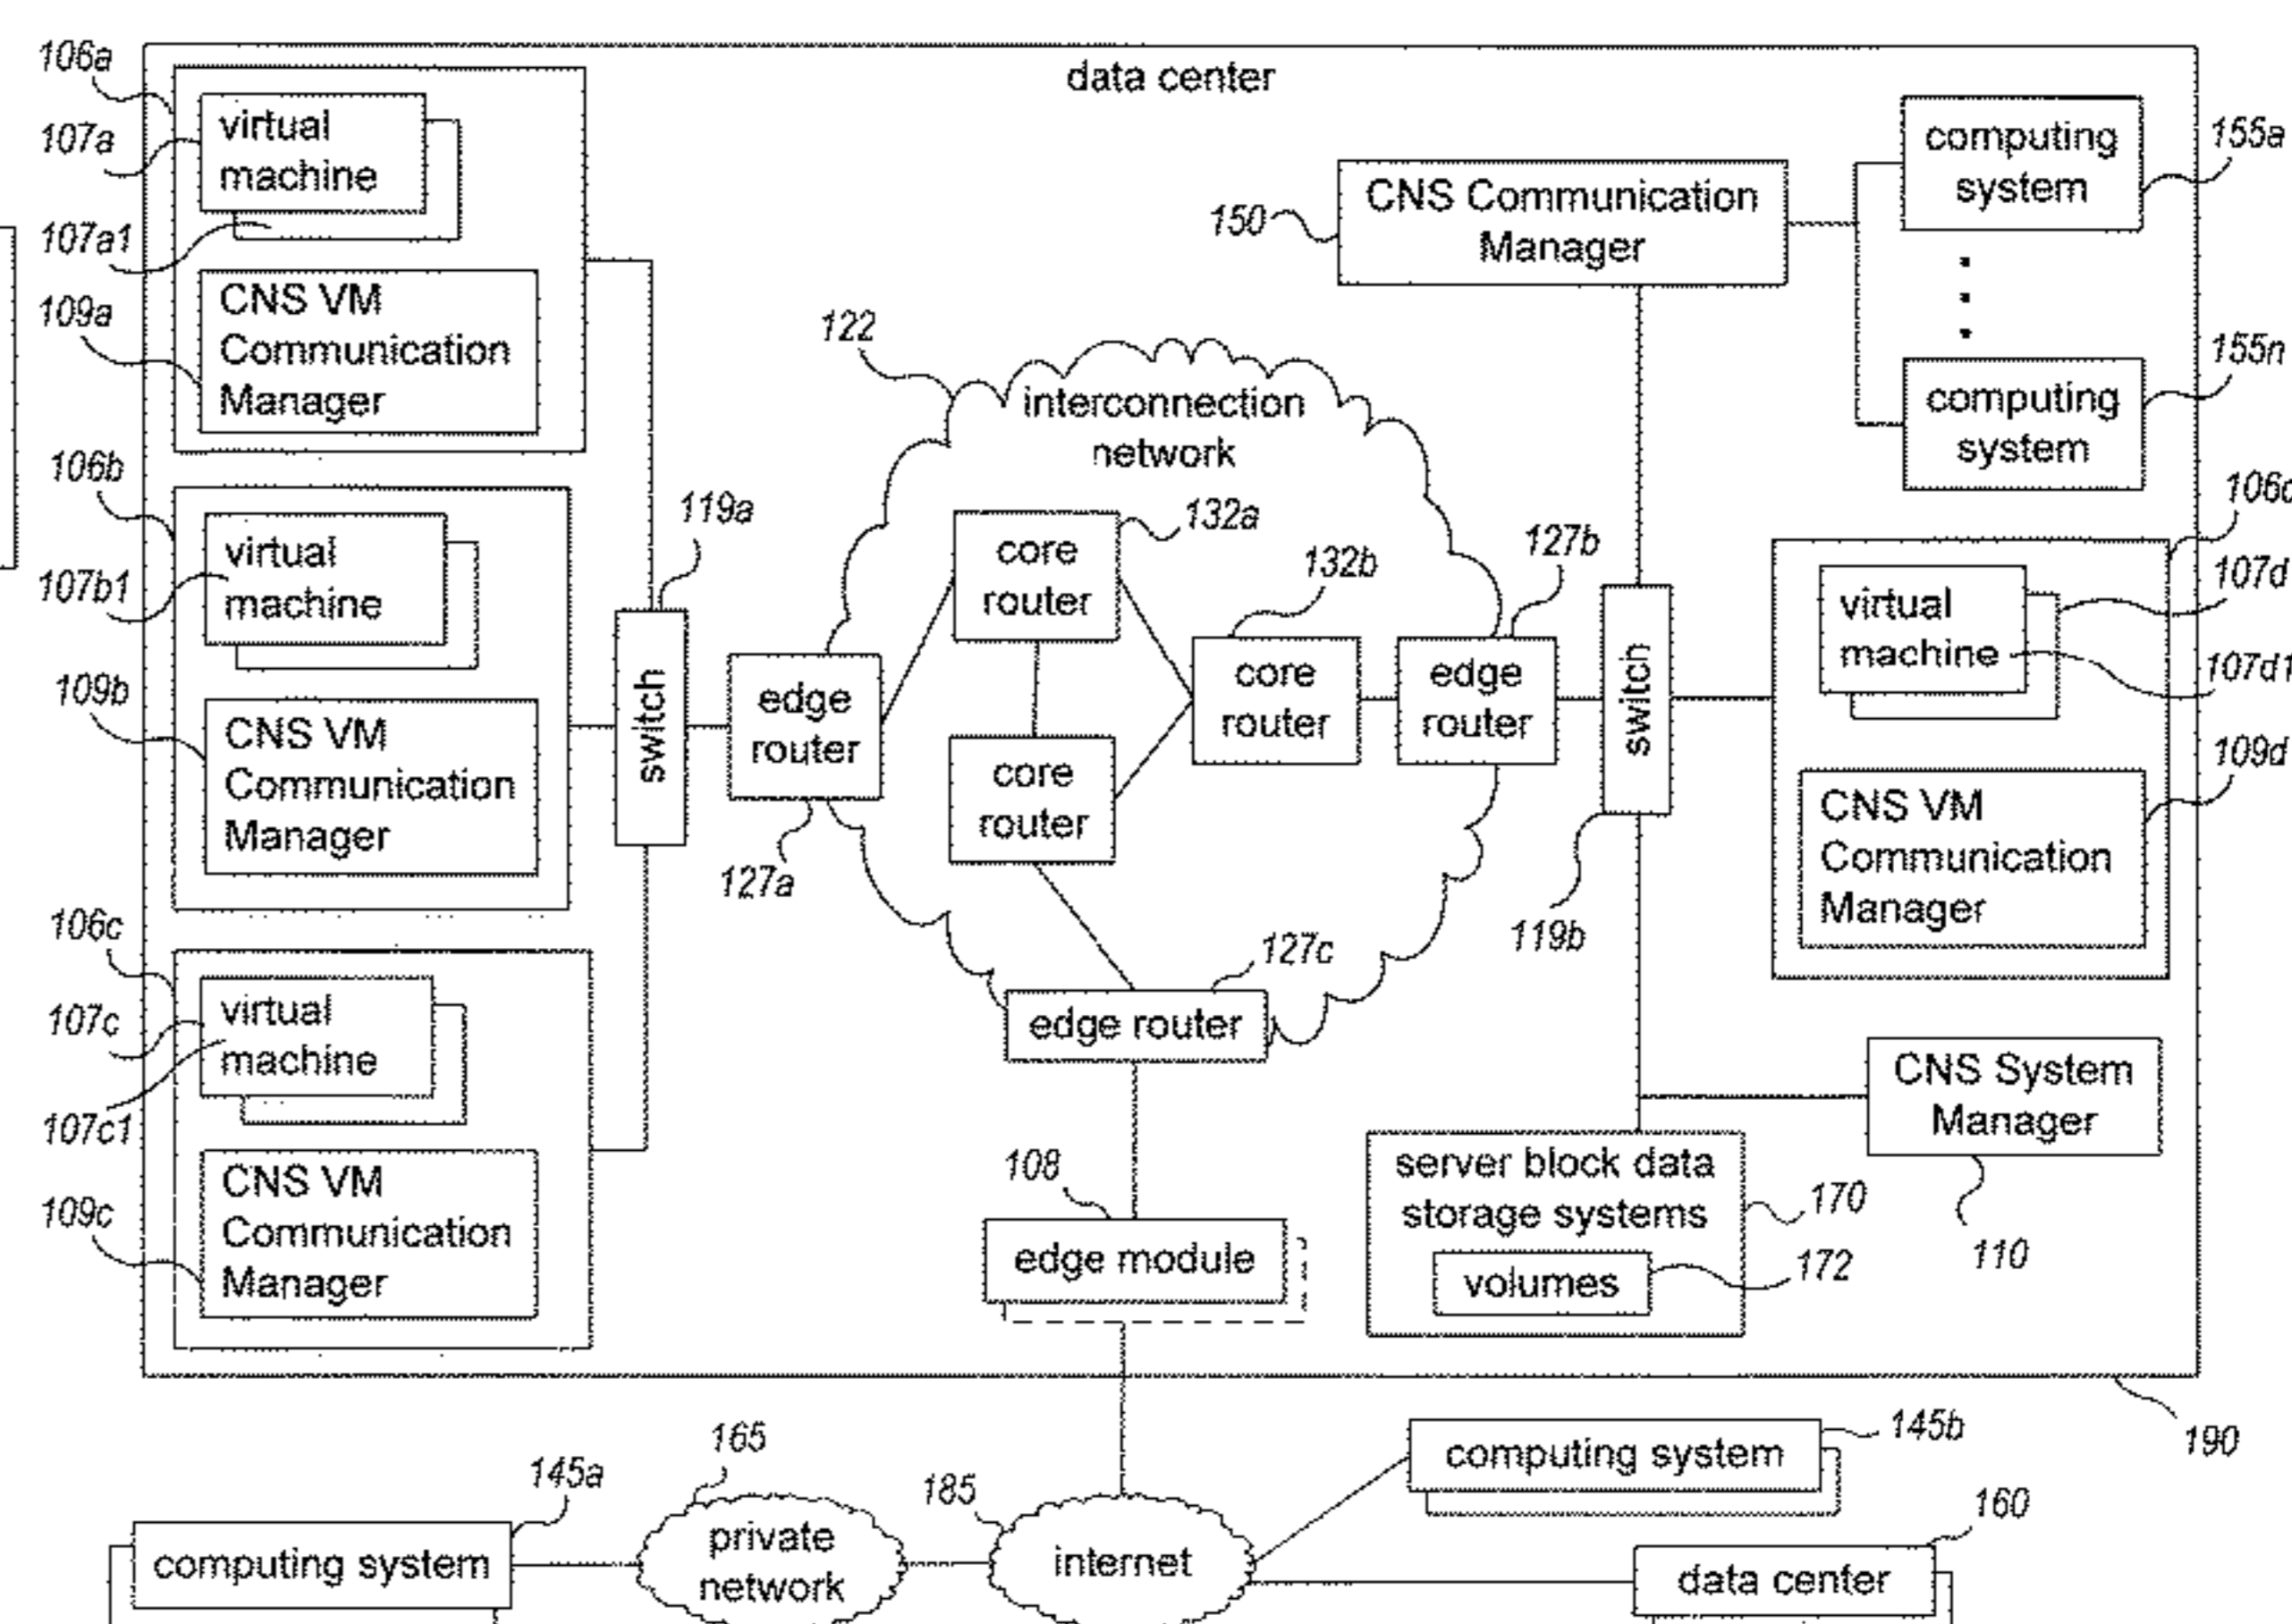 data center
106a
virtual
machine
107a
107a1
CNS VM
Communication
Manager
109a
106b
virtual
machine
107b1
CNS VM
Communication
Manager
109b
106c
virtual
machine
107c
107c1
CNS VM
Communication
Manager
109c
119a
switch
edge
router
127a
122
interconnection
network
core
router
132a
core
router
132b
core
router
edge
router
127b
edge router
127c
switch
119b
150
CNS Communication
Manager
computing
system
155a
computing
system
155n
virtual
machine
107d
107d1
CNS VM
Communication
Manager
109d
CNS System
Manager
110
server block data
storage systems
170
volumes
172
108
edge module
190
145a
computing system
165
private
network
185
internet
computing system
145b
160
data center